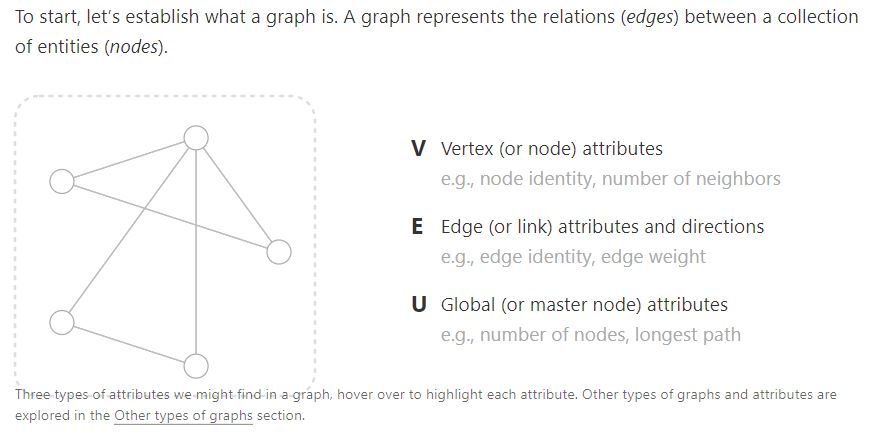 To start, let's establish what a graph is. A graph represents the relations (edges) between a collection
of entities (nodes).
V Vertex (or node) attributes
e.g., node identity, number of neighbors
E Edge (or link) attributes and directions
e.g., edge identity, edge weight
U Global (or master node) attributes
e.g., number of nodes, longest path
Three types of attributes we might find in a graph, hover over to highlight each attribute. Other types of graphs and attributes are
explored in the Other types of graphs section.